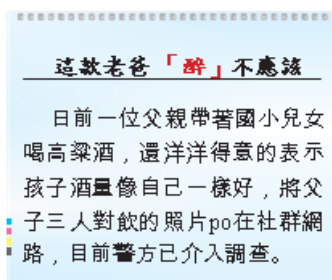 這款老爸「醉」不應該
日前一位父親帶著國小兒女
喝高粱酒，還洋洋得意的表示
孩子酒量像自己一樣好，將父
子三人對飲的照片po在社群網
路，目前警方已介入調查。